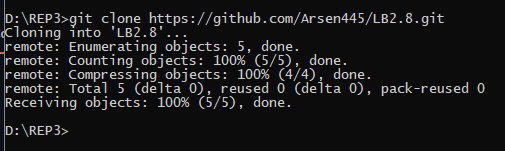 D:\REP3>git clone https://github.com/Arsen445/LB2.8.git
Cloning into 'LB2.8'...
remote: Enumerating objects: 5, done.
remote: Counting objects: 100% (5/5), done.
remote: Compressing objects: 100% (4/4), done.
remote: Total 5 (delta 0), reused 0 (delta 0), pack-reused 0
Receiving objects: 100% (5/5), done.
D:\REP3>